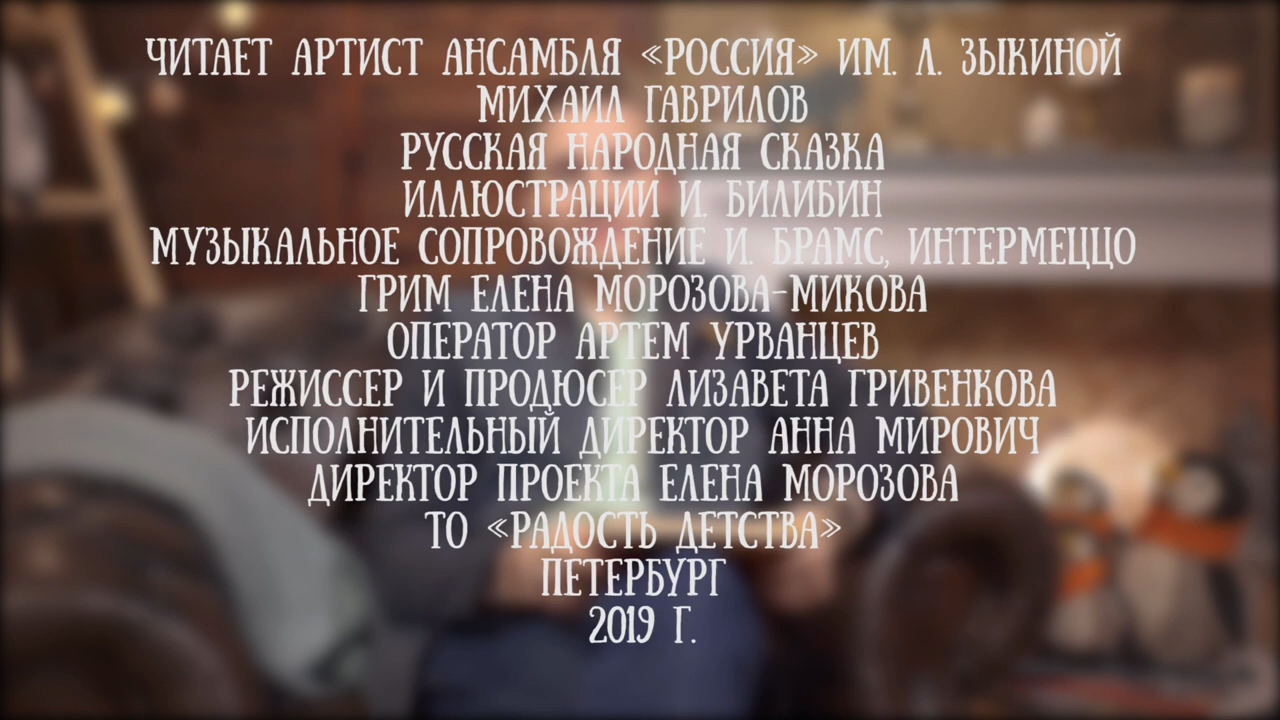 ЧИТАЕТ АРТИСТ АНСАМБЛЯ «РОССИЯ» ИМ. Л. ЗЫКИНОЙ
МИХАИЛ ГАВРИЛОВ
РУССКАЯ НАРОДНАЯ СКАЗКА
ИЛЛЮСТРАЦИИ И. БИЛИБИН
МУЗЫКАЛЬНОЕ СОПРОВОЖДЕНИЕ И. БРАМС, ИНТЕРМЕЦЦО
ГРИМ ЕЛЕНА МОРОЗОВА-МИКОВА
ОПЕРАТОР АРТЕМ УРВАНЦЕВ
РЕЖИССЕР И ПРОДЮСЕР ЛИЗАВЕТА ГРИВЕНКОВА
ИСПОЛНИТЕЛЬНЫЙ ДИРЕКТОР АННА МИРОВИЧ
ДИРЕКТОР ПРОЕКТА ЕЛЕНА МОРОЗОВА
ТО «РАДОСТЬ ДЕТСТВА»
ПЕТЕРБУРГ
2019 Г.